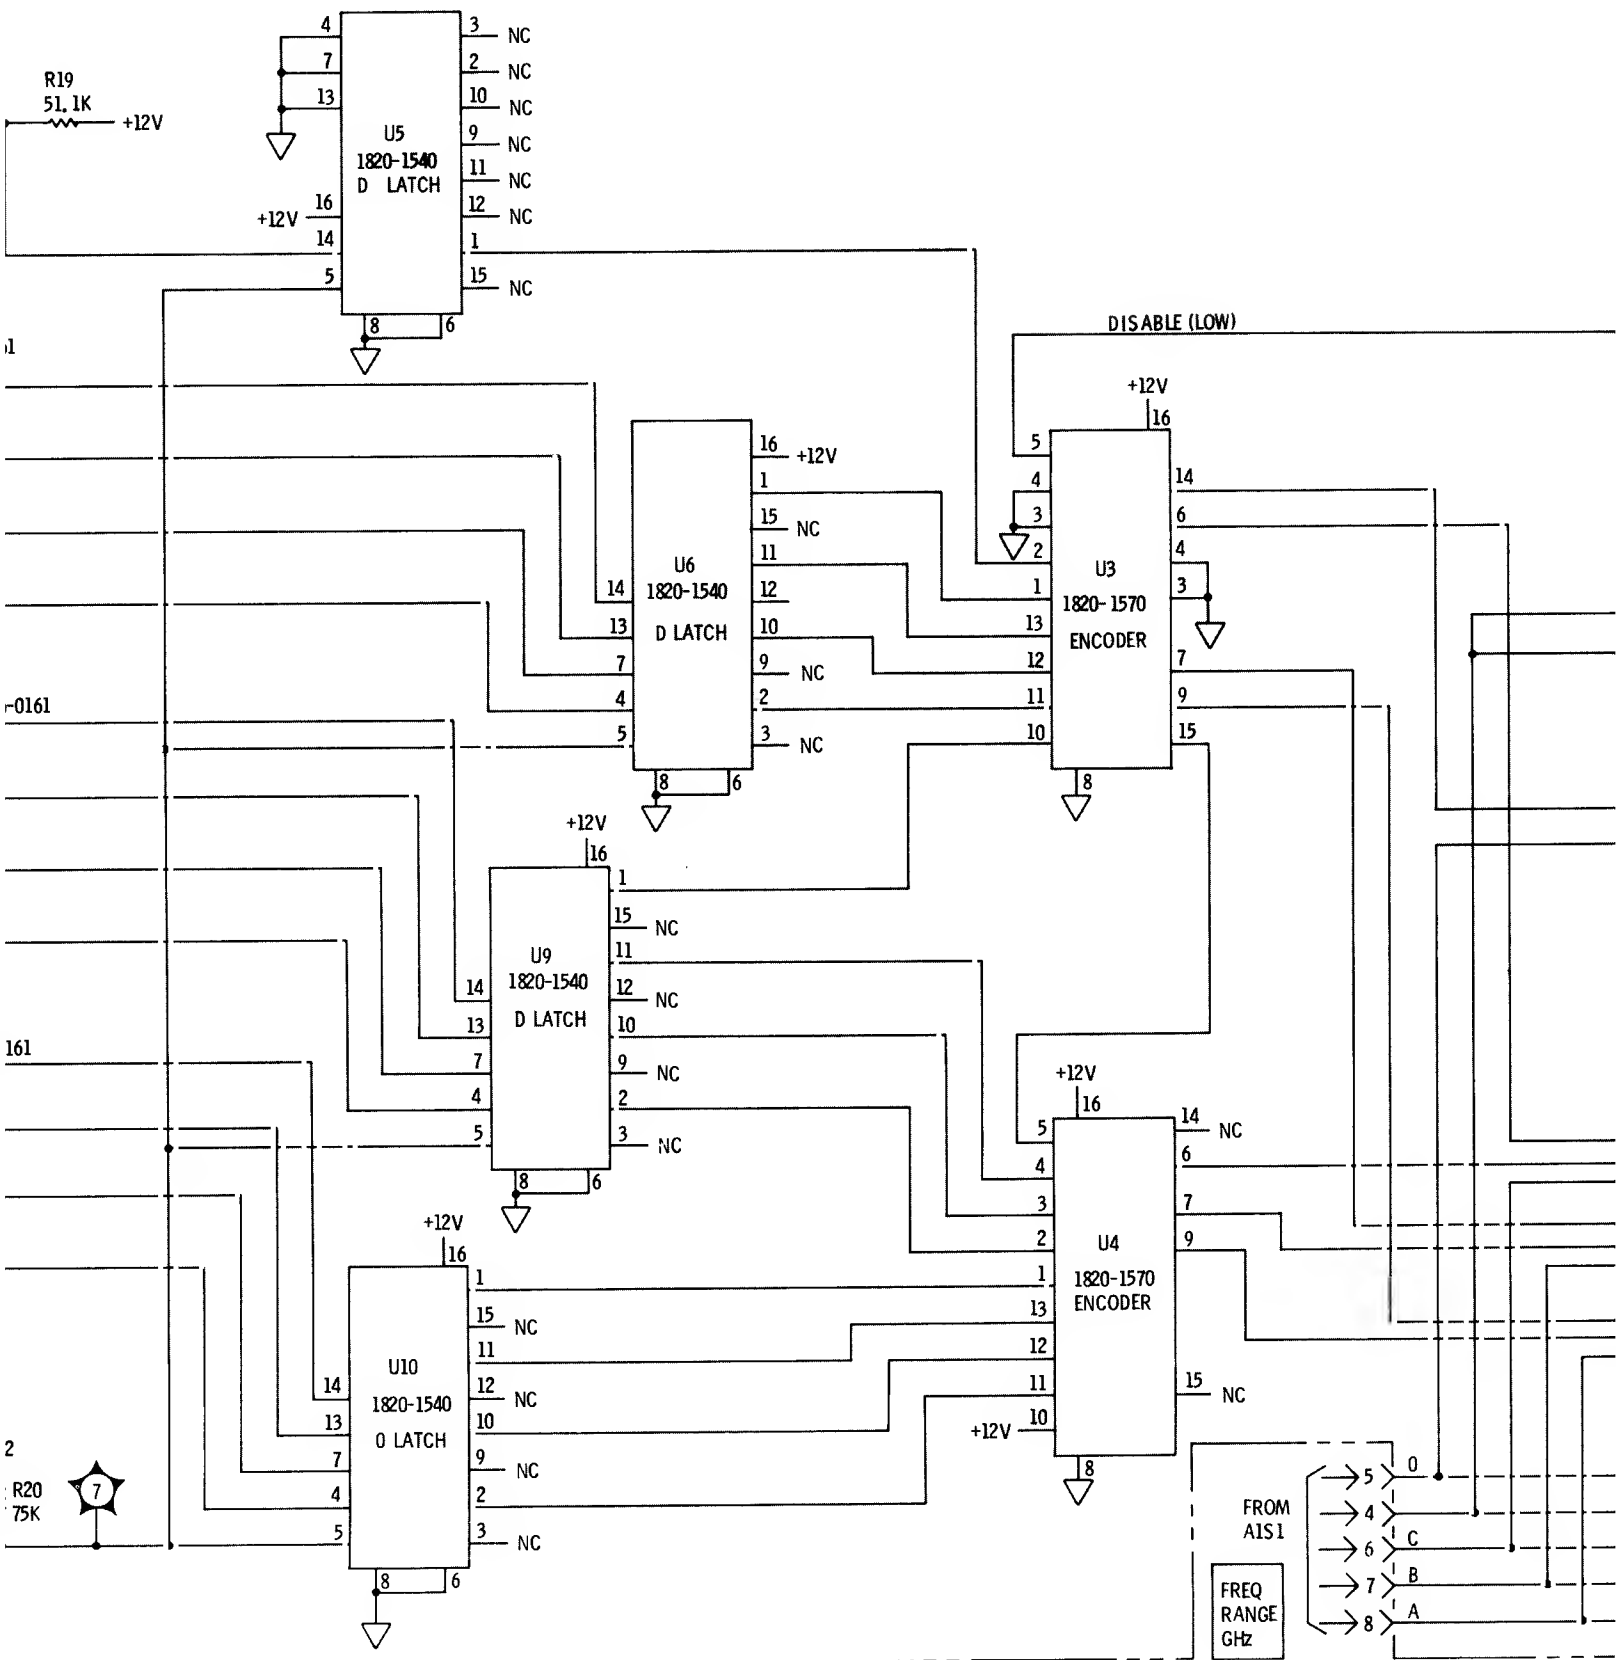 R19
51.1K
+12V
4
7
13
+12V
16
14
5
U5
1820-1540
D LATCH
3 NC
2 NC
10 NC
9 NC
11 NC
12 NC
1
15 NC
8
6
DISABLE (LOW)
14
13
7
4
5
U6
1820-1540
D LATCH
16 +12V
1
15 NC
11
12
10
9 NC
2
3 NC
8
6
+12V
16
5
4
3
2
1
13
12
11
10
U3
1820-1570
ENCODER
14
6
4
3
7
9
15
8
-0161
+12V
16
14
13
7
4
5
U9
1820-1540
D LATCH
1
15 NC
11
12 NC
10
9 NC
2
3 NC
8
6
161
+12V
16
5
4
3
2
1
13
12
11
+12V 10
U4
1820-1570
ENCODER
14 NC
6
7
9
15 NC
8
+12V
16
14
13
7
4
5
U10
1820-1540
O LATCH
1
15 NC
11
12 NC
10
9 NC
2
3 NC
8
6
2
R20
75K
7
FROM
A1S1
FREQ
RANGE
GHz
5 0
4
6 C
7 B
8 A